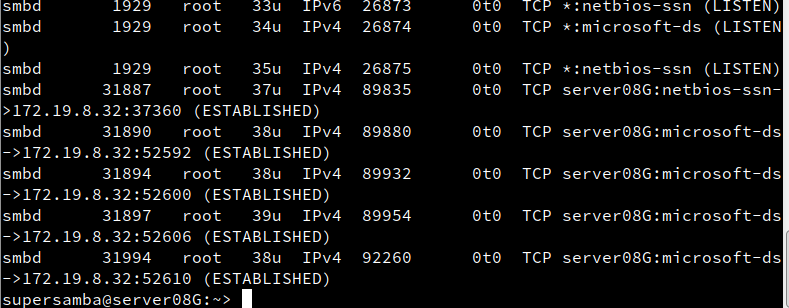 smbd 1929 root 33u IPv6 26873 0t0 TCP *:netbios-ssn (LISTEN)
smbd 1929 root 34u IPv4 26874 0t0 TCP *:microsoft-ds (LISTEN
)
smbd 1929 root 35u IPv4 26875 0t0 TCP *:netbios-ssn (LISTEN)
smbd 31887 root 37u IPv4 89835 0t0 TCP server08G:netbios-ssn-
>172.19.8.32:37360 (ESTABLISHED)
smbd 31890 root 38u IPv4 89880 0t0 TCP server08G:microsoft-ds
->172.19.8.32:52592 (ESTABLISHED)
smbd 31894 root 38u IPv4 89932 0t0 TCP server08G:microsoft-ds
->172.19.8.32:52600 (ESTABLISHED)
smbd 31897 root 39u IPv4 89954 0t0 TCP server08G:microsoft-ds
->172.19.8.32:52606 (ESTABLISHED)
smbd 31994 root 38u IPv4 92260 0t0 TCP server08G:microsoft-ds
->172.19.8.32:52610 (ESTABLISHED)
supersamba@server08G:~>